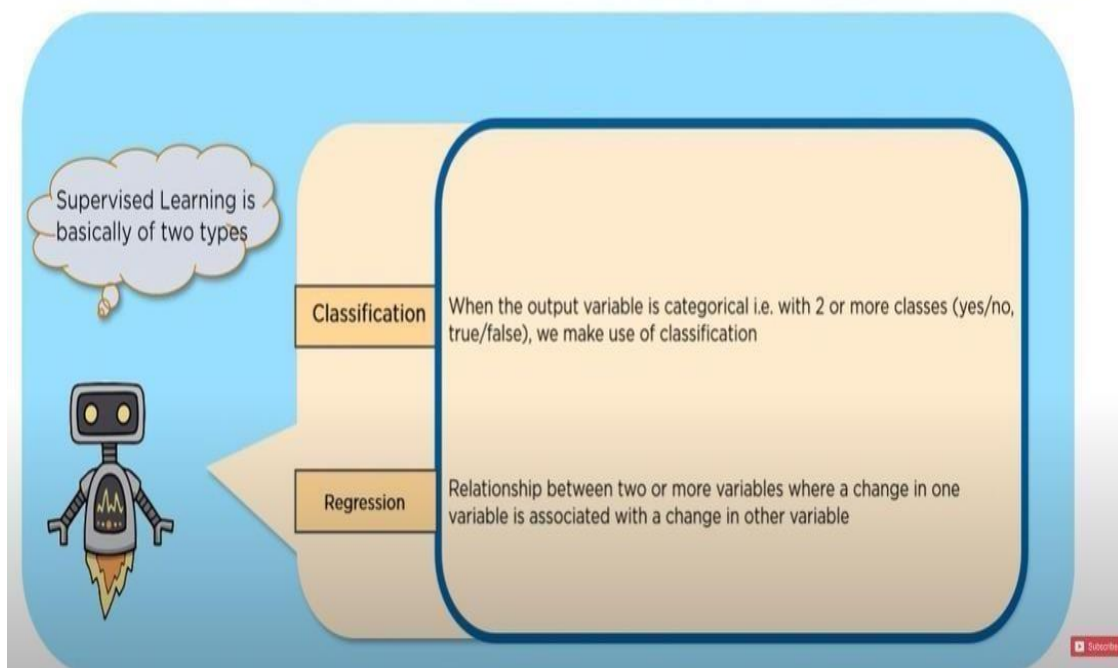 Supervised Learning is
basically of two types
Classification
When the output variable is categorical i.e. with 2 or more classes (yes/no,
true/false), we make use of classification
Regression
Relationship between two or more variables where a change in one
variable is associated with a change in other variable
Subscribe